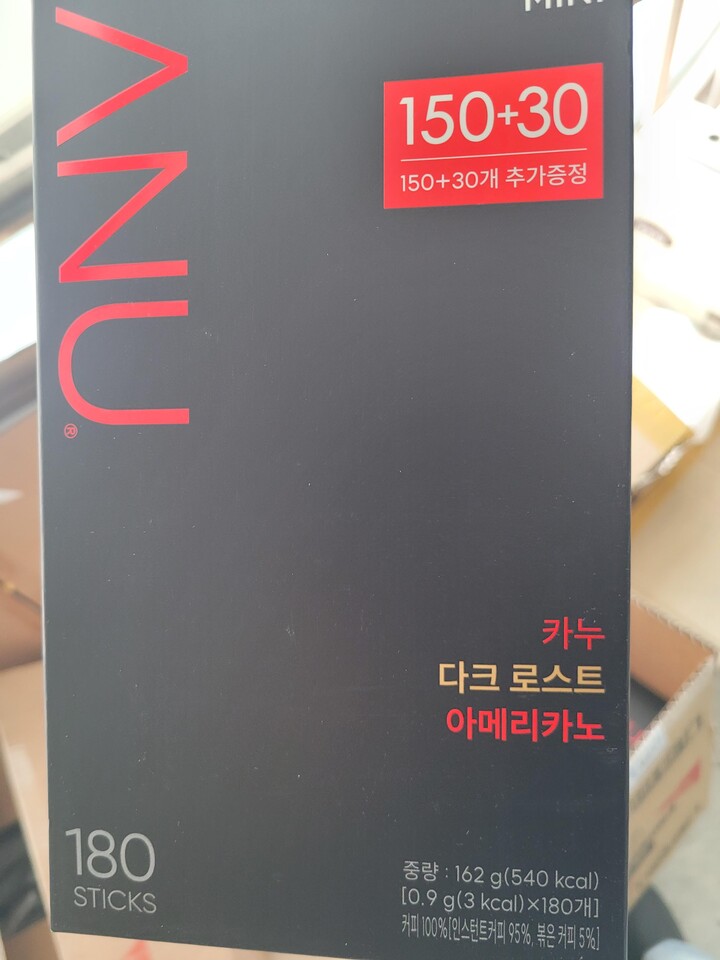 MINI
ANU®
150+30
150+30개 추가증정
카누
다크 로스트
아메리카노
180
STICKS
중량 : 162 g(540 kcal)
[0.9 g(3 kcal)×180개]
커피 100%[인스턴트커피 95%, 볶은 커피 5%]